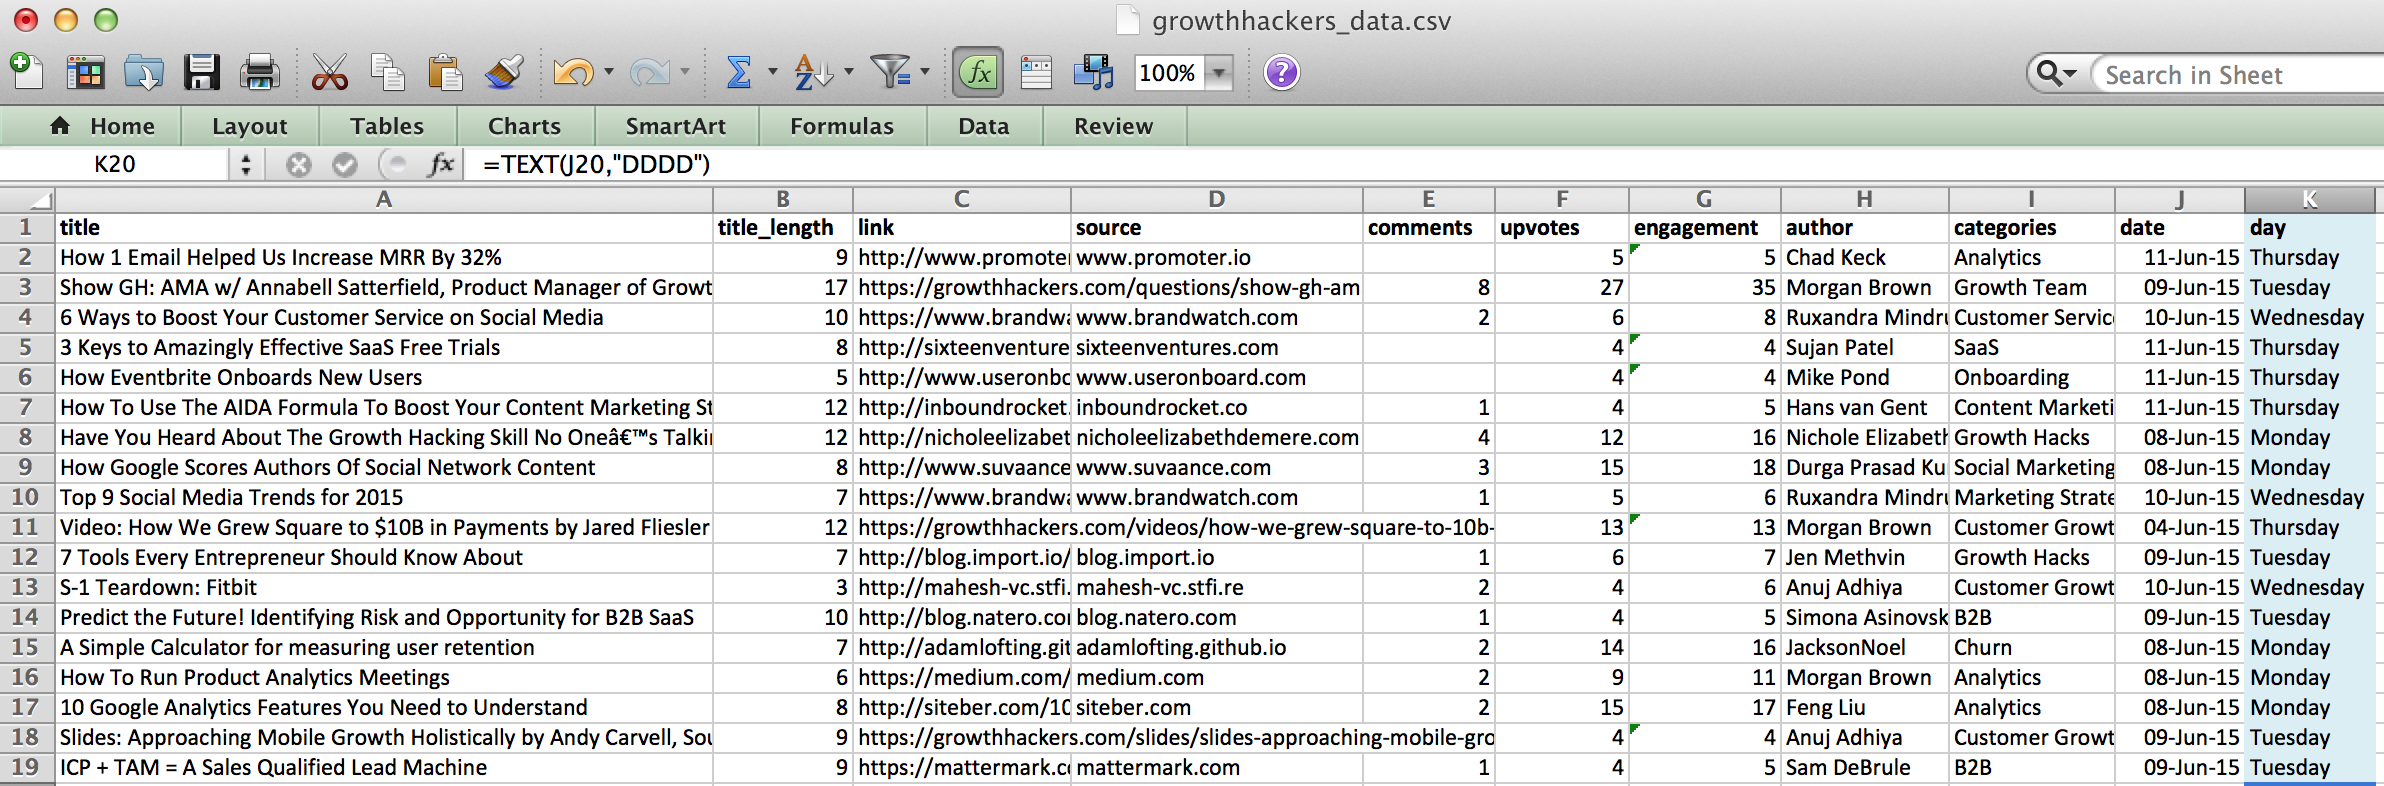 growthhackers_data.csv
100% Search in Sheet
Home Layout Tables Charts SmartArt Formulas Data Review
K20 fx =TEXT(J20,"DDDD")
A B C D E F G H I J K
1 title title_length link source comments upvotes engagement author categories date day
2 How 1 Email Helped Us Increase MRR By 32% 9 http://www.promoter www.promoter.io 5 5 Chad Keck Analytics 11-Jun-15 Thursday
3 Show GH: AMA w/ Annabell Satterfield, Product Manager of Growt 17 https://growthhackers.com/questions/show-gh-am 8 27 35 Morgan Brown Growth Team 09-Jun-15 Tuesday
4 6 Ways to Boost Your Customer Service on Social Media 10 https://www.brandwa www.brandwatch.com 2 6 8 Ruxandra Mindru Customer Servic 10-Jun-15 Wednesday
5 3 Keys to Amazingly Effective SaaS Free Trials 8 http://sixteenventure sixteenventures.com 4 4 Sujan Patel SaaS 11-Jun-15 Thursday
6 How Eventbrite Onboards New Users 5 http://www.useronbo www.useronboard.com 4 4 Mike Pond Onboarding 11-Jun-15 Thursday
7 How To Use The AIDA Formula To Boost Your Content Marketing St 12 http://inboundrocket. inboundrocket.co 1 4 5 Hans van Gent Content Marketi 11-Jun-15 Thursday
8 Have You Heard About The Growth Hacking Skill No Oneâ€™s Talki 12 http://nicholeelizabet nicholeelizabethdemere.com 4 12 16 Nichole Elizabeth Growth Hacks 08-Jun-15 Monday
9 How Google Scores Authors Of Social Network Content 8 http://www.suvaance www.suvaance.com 3 15 18 Durga Prasad Ku Social Marketing 08-Jun-15 Monday
10 Top 9 Social Media Trends for 2015 7 https://www.brandwa www.brandwatch.com 1 5 6 Ruxandra Mindru Marketing Strate 10-Jun-15 Wednesday
11 Video: How We Grew Square to $10B in Payments by Jared Fliesler 12 https://growthhackers.com/videos/how-we-grew-square-to-10b- 13 13 Morgan Brown Customer Growt 04-Jun-15 Thursday
12 7 Tools Every Entrepreneur Should Know About 7 http://blog.import.io/ blog.import.io 1 6 7 Jen Methvin Growth Hacks 09-Jun-15 Tuesday
13 S-1 Teardown: Fitbit 3 http://mahesh-vc.stfi. mahesh-vc.stfi.re 2 4 6 Anuj Adhiya Customer Growt 10-Jun-15 Wednesday
14 Predict the Future! Identifying Risk and Opportunity for B2B SaaS 10 http://blog.natero.co blog.natero.com 1 4 5 Simona Asinovsk B2B 09-Jun-15 Tuesday
15 A Simple Calculator for measuring user retention 7 http://adamlofting.git adamlofting.github.io 2 14 16 JacksonNoel Churn 08-Jun-15 Monday
16 How To Run Product Analytics Meetings 6 https://medium.com/ medium.com 2 9 11 Morgan Brown Analytics 08-Jun-15 Monday
17 10 Google Analytics Features You Need to Understand 8 http://siteber.com/10 siteber.com 2 15 17 Feng Liu Analytics 08-Jun-15 Monday
18 Slides: Approaching Mobile Growth Holistically by Andy Carvell, Sou 9 https://growthhackers.com/slides/slides-approaching-mobile-gro 4 4 Anuj Adhiya Customer Growt 09-Jun-15 Tuesday
19 ICP + TAM = A Sales Qualified Lead Machine 9 https://mattermark.co mattermark.com 1 4 5 Sam DeBrule B2B 09-Jun-15 Tuesday